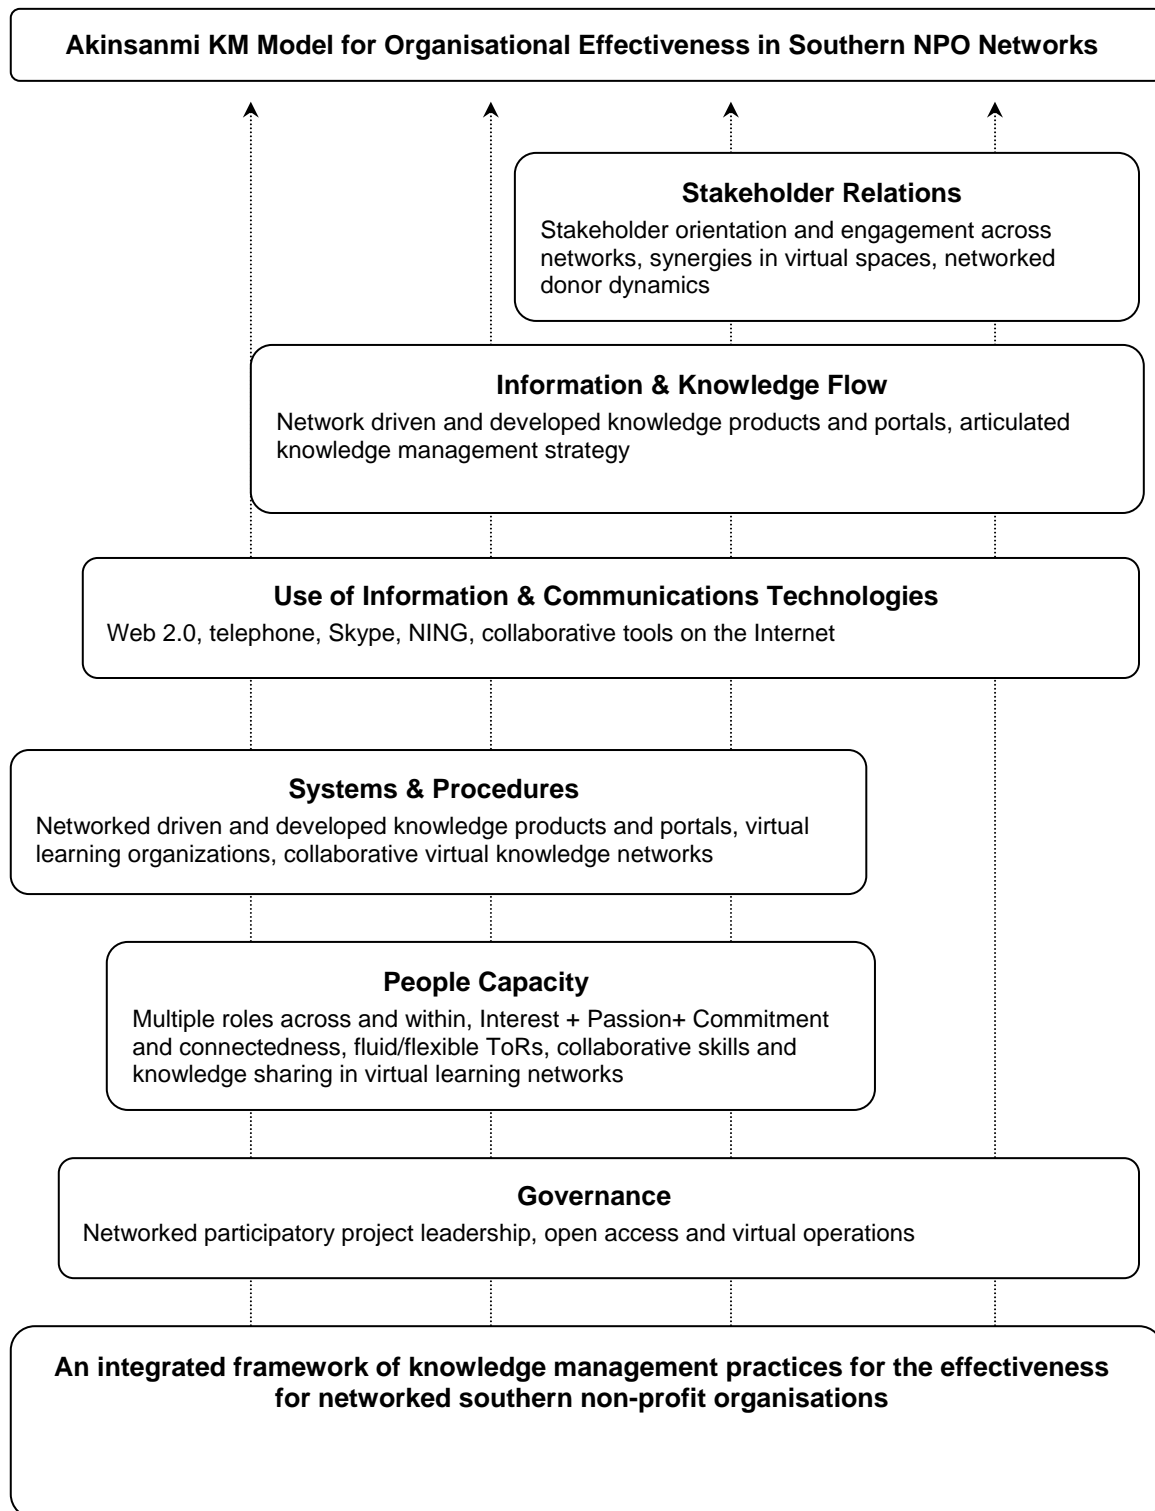 Akinsanmi KM Model for Organisational Effectiveness in Southern NPO Networks
Stakeholder Relations
Stakeholder orientation and engagement across
networks, synergies in virtual spaces, networked
donor dynamics
Information & Knowledge Flow
Network driven and developed knowledge products and portals, articulated
knowledge management strategy
Use of Information & Communications Technologies
Web 2.0, telephone, Skype, NING, collaborative tools on the Internet
Systems & Procedures
Networked driven and developed knowledge products and portals, virtual
learning organizations, collaborative virtual knowledge networks
People Capacity
Multiple roles across and within, Interest + Passion+ Commitment
and connectedness, fluid/flexible ToRs, collaborative skills and
knowledge sharing in virtual learning networks
Governance
Networked participatory project leadership, open access and virtual operations
An integrated framework of knowledge management practices for the effectiveness
for networked southern non-profit organisations